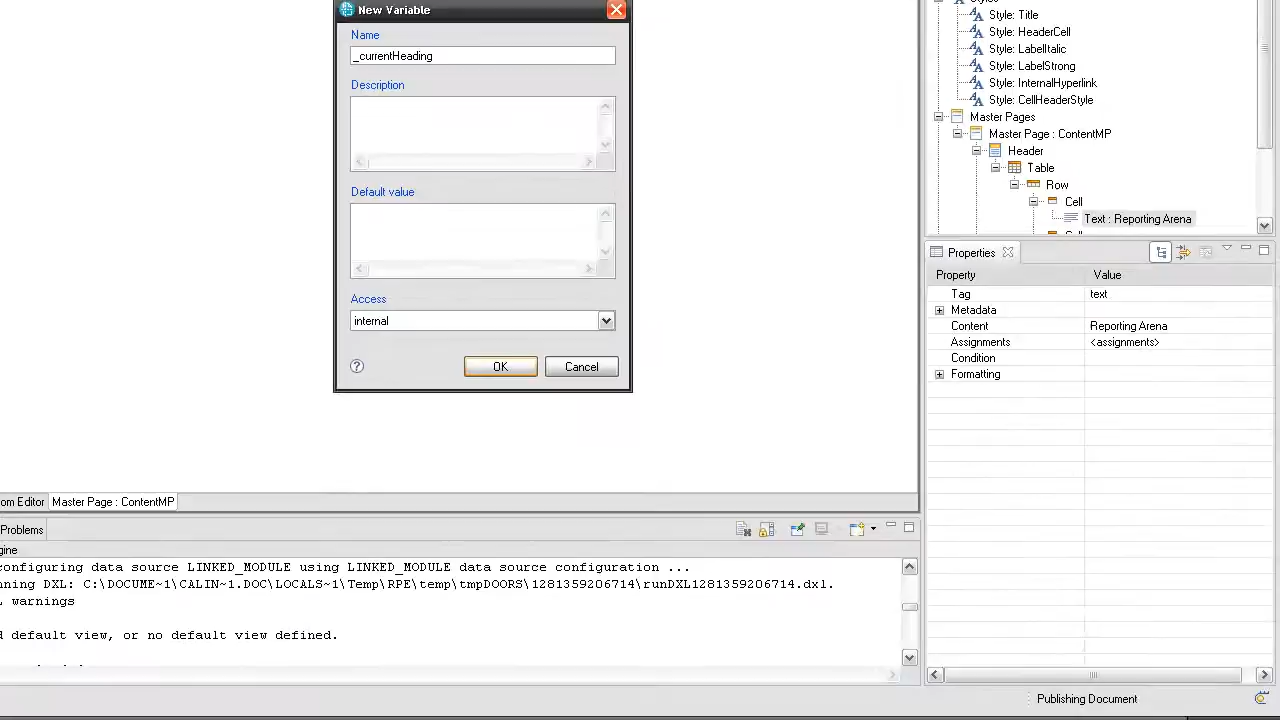 New Variable
Name
_currentHeading
Description
Default value
Access
internal
OK
Cancel
Style: Title
Style: HeaderCell
Style: LabelItalic
Style: LabelStrong
Style: InternalHyperlink
Style: CellHeaderStyle
Master Pages
Master Page : ContentMP
Header
Table
Row
Cell
Text : Reporting Arena
Properties
Property Value
Tag text
Metadata
Content Reporting Arena
Assignments <assignments>
Condition
Formatting
om Editor
Master Page : ContentMP
Problems
gine
configuring data source LINKED_MODULE using LINKED_MODULE data source configuration ...
nning DXL: C:\DOCUME~1\CALIN~1.DOC\LOCALS~1\Temp\RPE\temp\tmpDOORS\1281359206714\runDXL1281359206714.dxl.
L warnings
d default view, or no default view defined.
Publishing Document